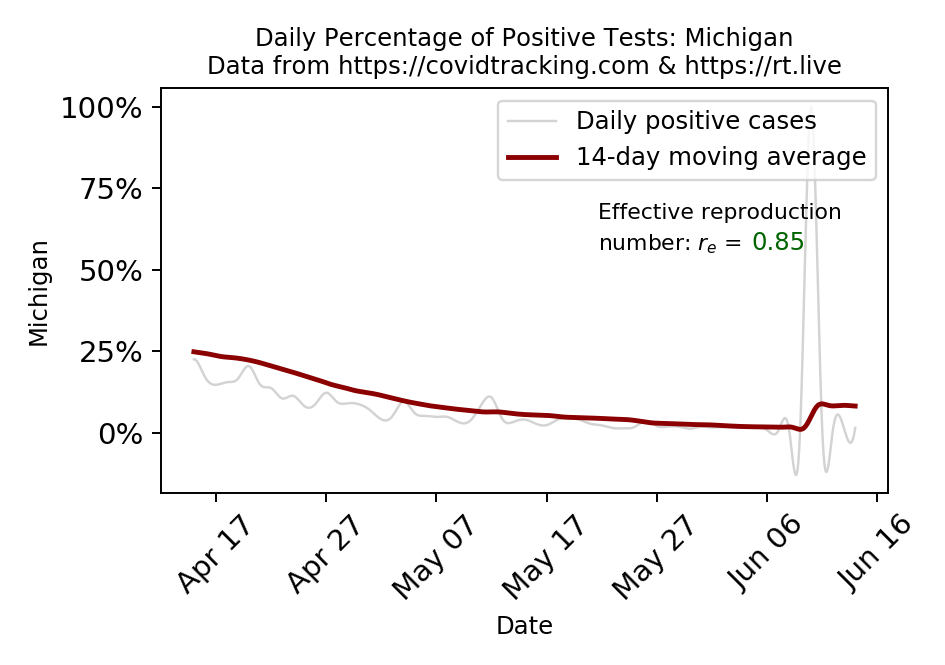 Daily Percentage of Positive Tests: Michigan
Data from https://covidtracking.com & https://rt.live
100%
75%
50%
25%
0%
Michigan
Daily positive cases
14-day moving average
Effective reproduction
number: rₑ = 0.85
Apr 17
Apr 27
May 07
May 17
May 27
Jun 06
Jun 16
Date